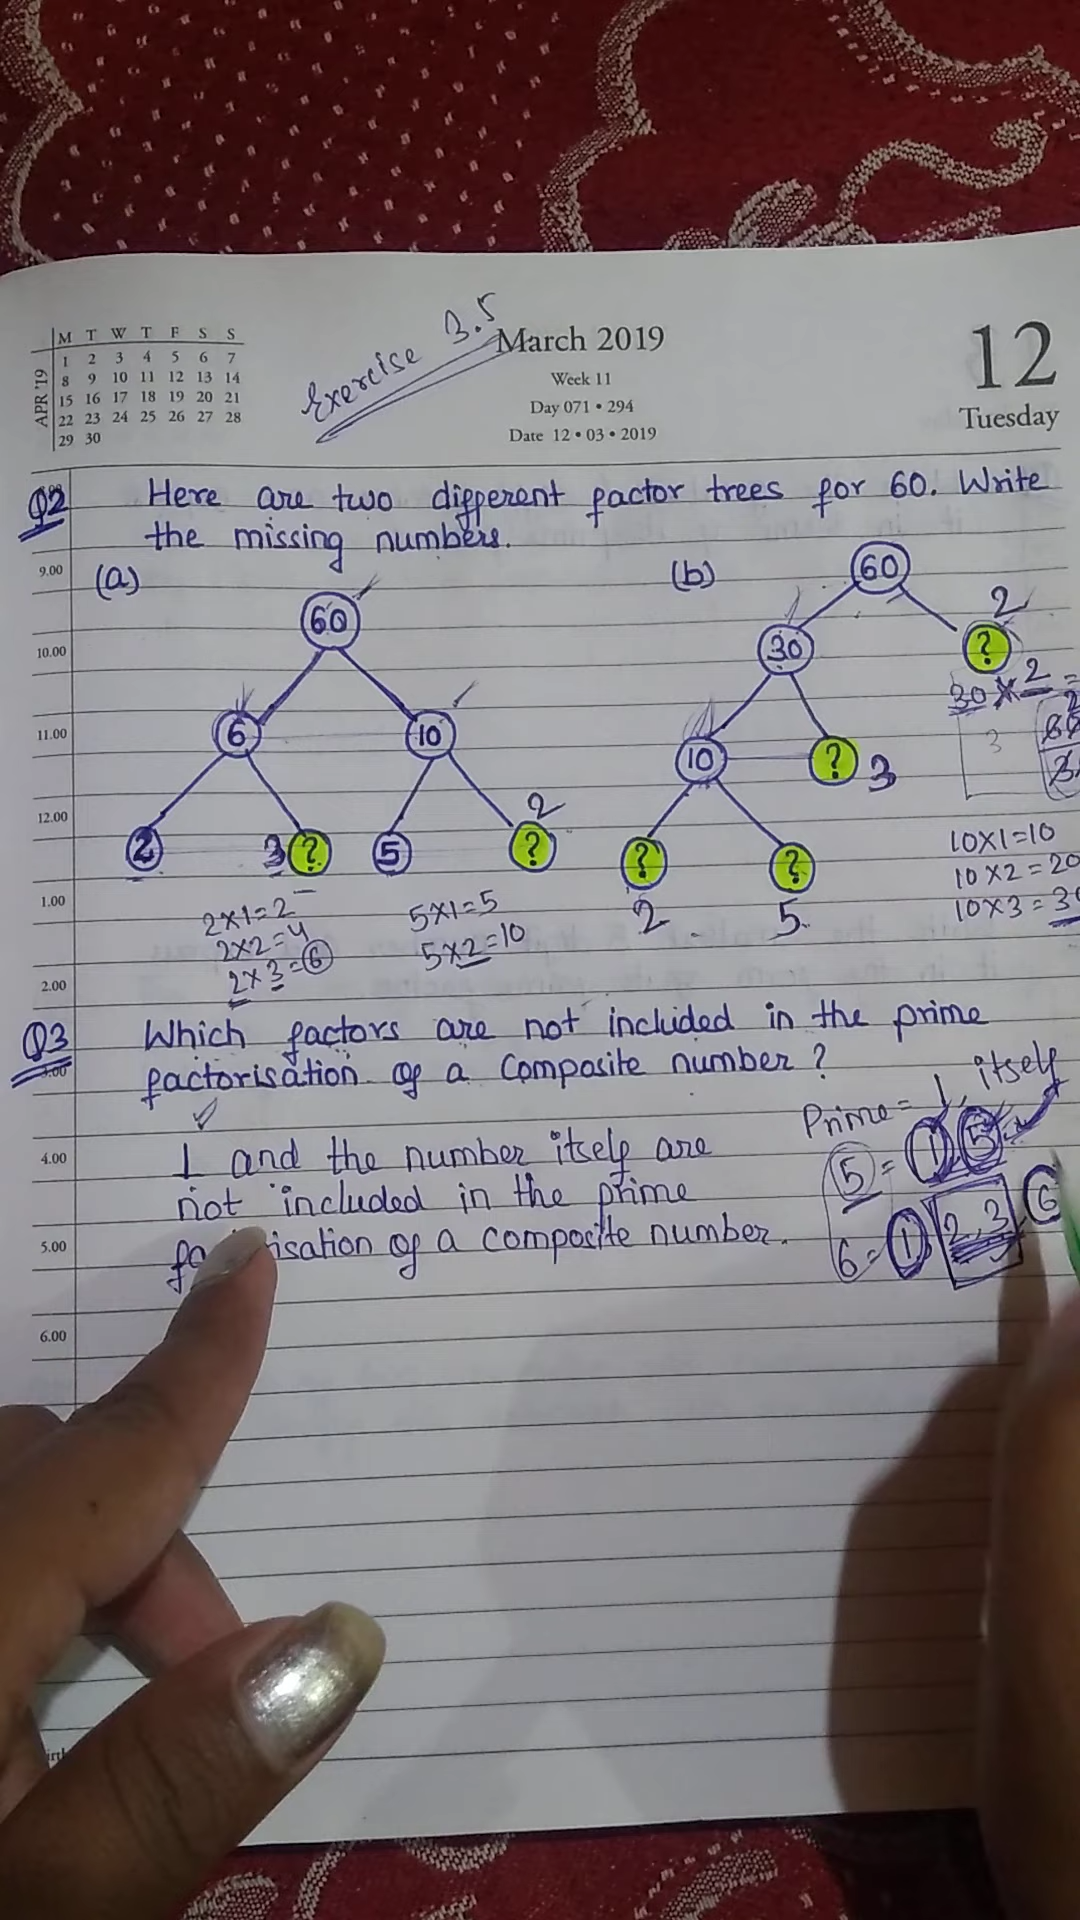 M T W T F S S
1 2 3 4 5 6 7
8 9 10 11 12 13 14
15 16 17 18 19 20 21
22 23 24 25 26 27 28
29 30
APR '19
Exercise 3.5
March 2019
Week 11
Day 071 • 294
Date 12 • 03 • 2019
12
Tuesday
Q2 Here are two different factor trees for 60. Write
the missing numbers.
9.00
(a)
60
10.00
6 10
11.00
2
12.00
2 3 ? 5 ?
1.00
2×1=2
2×2=4
2×3=6
5×1=5
5×2=10
(b)
60
2
30 ?
30×2=
10 ? 3
3
? ?
2 5
10×1=10
10×2=20
10×3=30
2.00
Q3 Which factors are not included in the prime
3.00
factorisation of a composite number?
4.00
1 and the number itself are
not included in the prime
5.00
of a composite number.
6.00
Prime = 1, itself
5 = 1, 5
6 = 1 2, 3, 6